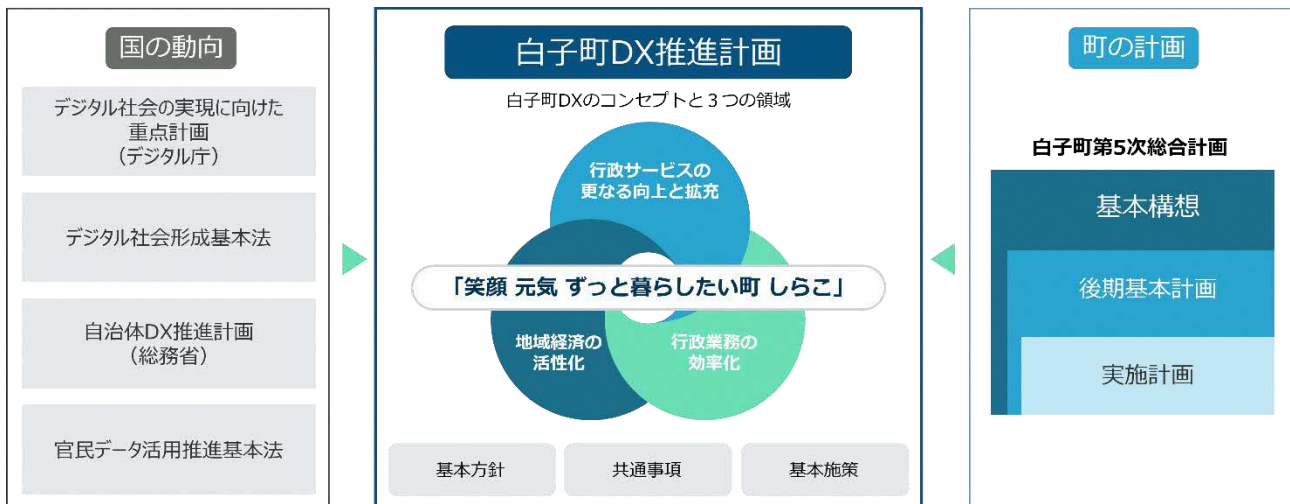 国の動向
デジタル社会の実現に向けた
重点計画
（デジタル庁）
デジタル社会形成基本法
自治体DX推進計画
（総務省）
官民データ活用推進基本法
白子町DX推進計画
白子町DXのコンセプトと３つの領域
行政サービスの
更なる向上と拡充
「笑顔 元気 ずっと暮らしたい町 しらこ」
地域経済の
活性化
行政業務の
効率化
基本方針
共通事項
基本施策
町の計画
白子町第5次総合計画
基本構想
後期基本計画
実施計画